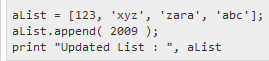 aList = [123, 'xyz', 'zara', 'abc'];
aList.append( 2009 );
print "Updated List : ", aList